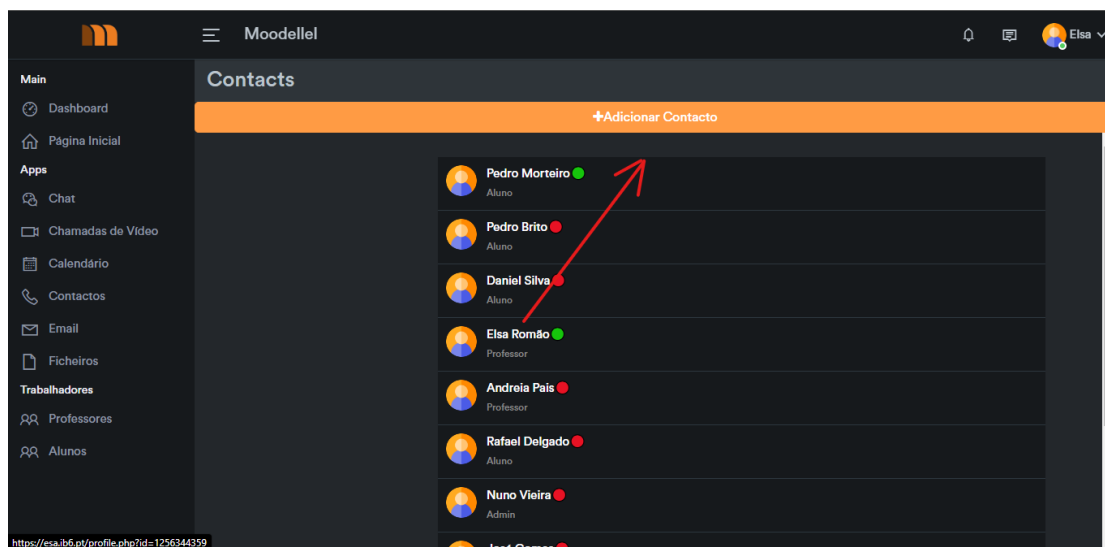 Moodellel
Elsa
Main
Dashboard
Página Inicial
Apps
Chat
Chamadas de Vídeo
Calendário
Contactos
Email
Ficheiros
Trabalhadores
Professores
Alunos
Contacts
+Adicionar Contacto
Pedro Morteiro
Aluno
Pedro Brito
Aluno
Daniel Silva
Aluno
Elsa Romão
Professor
Andreia Pais
Professor
Rafael Delgado
Aluno
Nuno Vieira
Admin
José Gomes
https://esa.ib6.pt/profile.php?id=1256344359